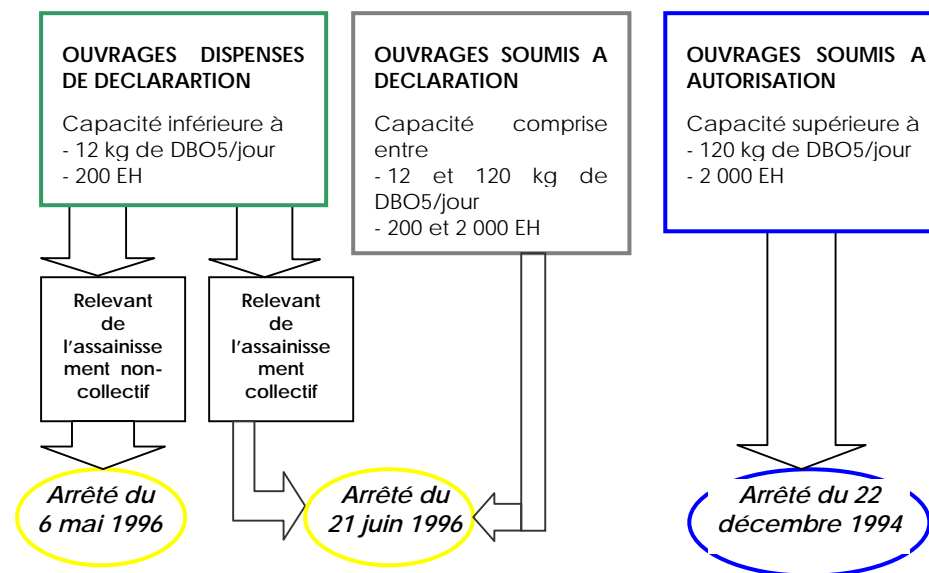 OUVRAGES DISPENSES
DE DECLARARTION
Capacité inférieure à
- 12 kg de DBO5/jour
- 200 EH
OUVRAGES SOUMIS A
DECLARATION
Capacité comprise
entre
- 12 et 120 kg de
DBO5/jour
- 200 et 2 000 EH
OUVRAGES SOUMIS A
AUTORISATION
Capacité supérieure à
- 120 kg de DBO5/jour
- 2 000 EH
Relevant
de
l'assainisse
ment non-
collectif
Relevant
de
l'assainisse
ment
collectif
Arrêté du
6 mai 1996
Arrêté du
21 juin 1996
Arrêté du 22
décembre 1994